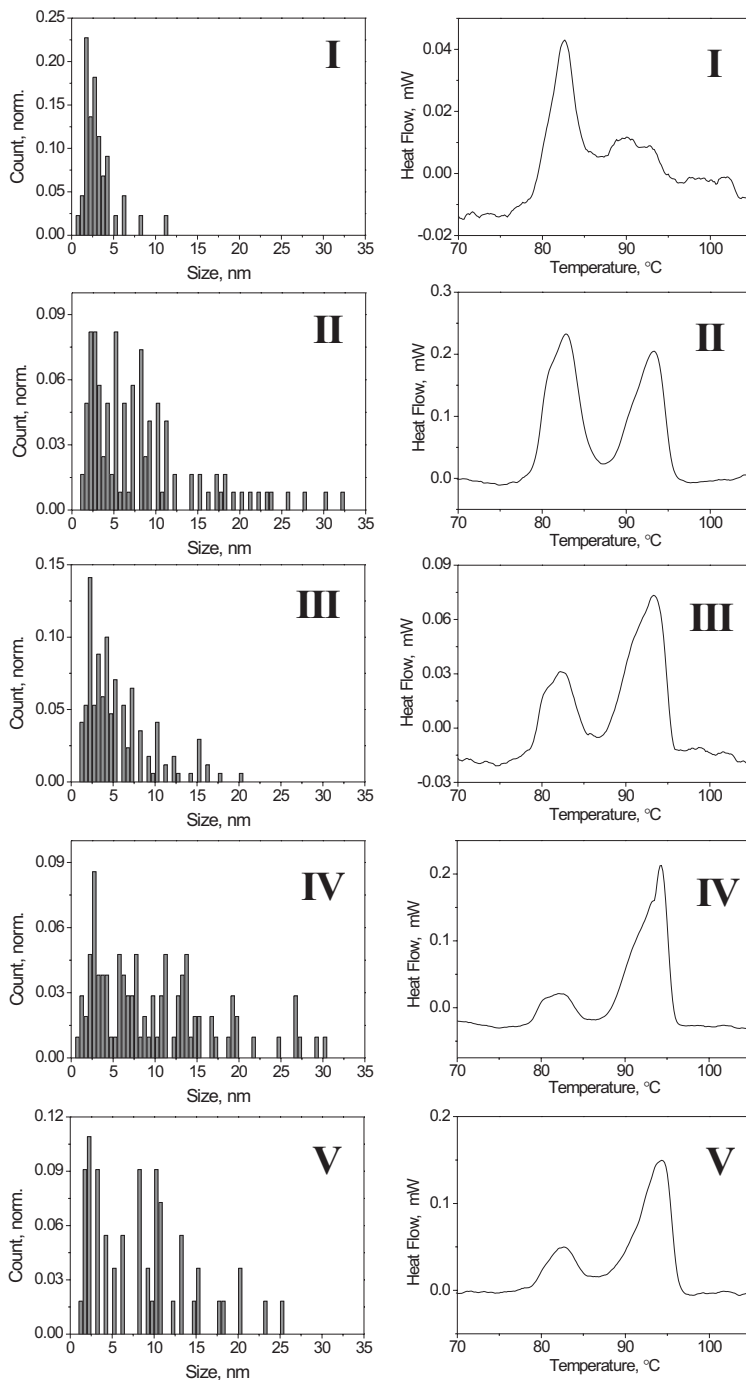 0.25
0.20
0.15
0.10
0.05
0.00
Count, norm.
I
0 5 10 15 20 25 30 35
Size, nm
0.04
0.02
0.00
-0.02
Heat Flow, mW
I
70 80 90 100
Temperature, °C
0.09
0.06
0.03
0.00
Count, norm.
II
0 5 10 15 20 25 30 35
Size, nm
0.3
0.2
0.1
0.0
Heat Flow, mW
II
70 80 90 100
Temperature, °C
0.15
0.10
0.05
0.00
Count, norm.
III
0 5 10 15 20 25 30 35
Size, nm
0.09
0.06
0.03
0.00
-0.03
Heat Flow, mW
III
70 80 90 100
Temperature, °C
0.09
0.06
0.03
0.00
Count, norm.
IV
0 5 10 15 20 25 30 35
Size, nm
0.2
0.1
0.0
Heat Flow, mW
IV
70 80 90 100
Temperature, °C
0.12
0.09
0.06
0.03
0.00
Count, norm.
V
0 5 10 15 20 25 30 35
Size, nm
0.2
0.1
0.0
Heat Flow, mW
V
70 80 90 100
Temperature, °C